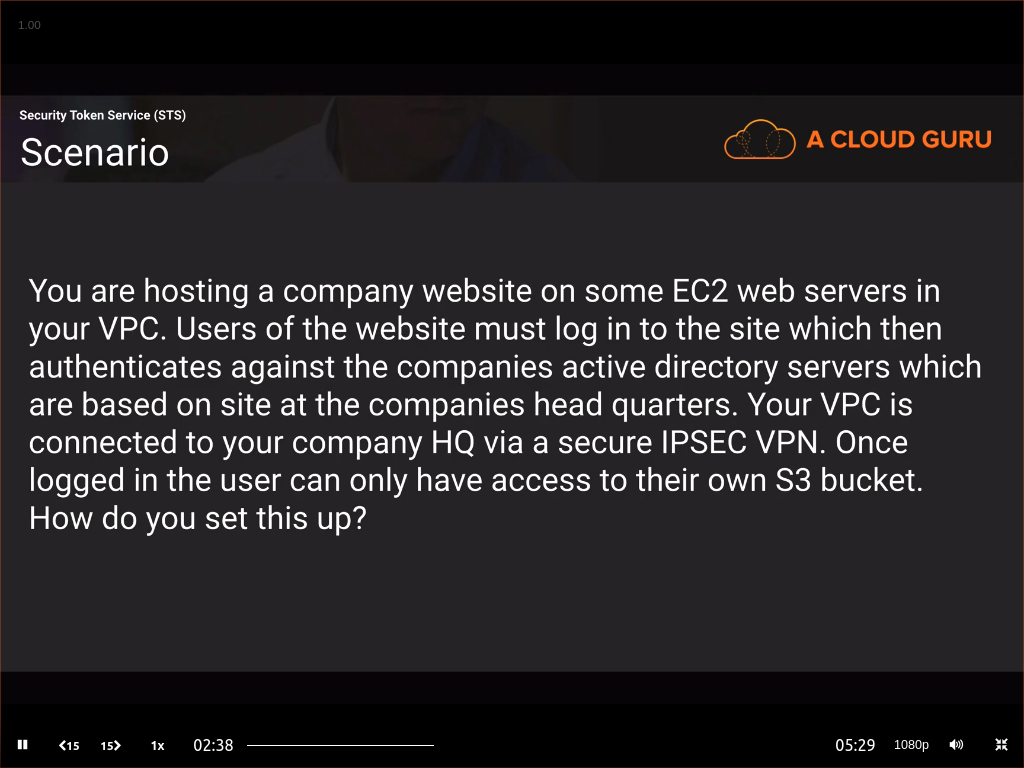 1.00
Security Token Service (STS)
Scenario
A CLOUD GURU
You are hosting a company website on some EC2 web servers in
your VPC. Users of the website must log in to the site which then
authenticates against the companies active directory servers which
are based on site at the companies head quarters. Your VPC is
connected to your company HQ via a secure IPSEC VPN. Once
logged in the user can only have access to their own S3 bucket.
How do you set this up?
15 15 1x 02:38 05:29 1080p